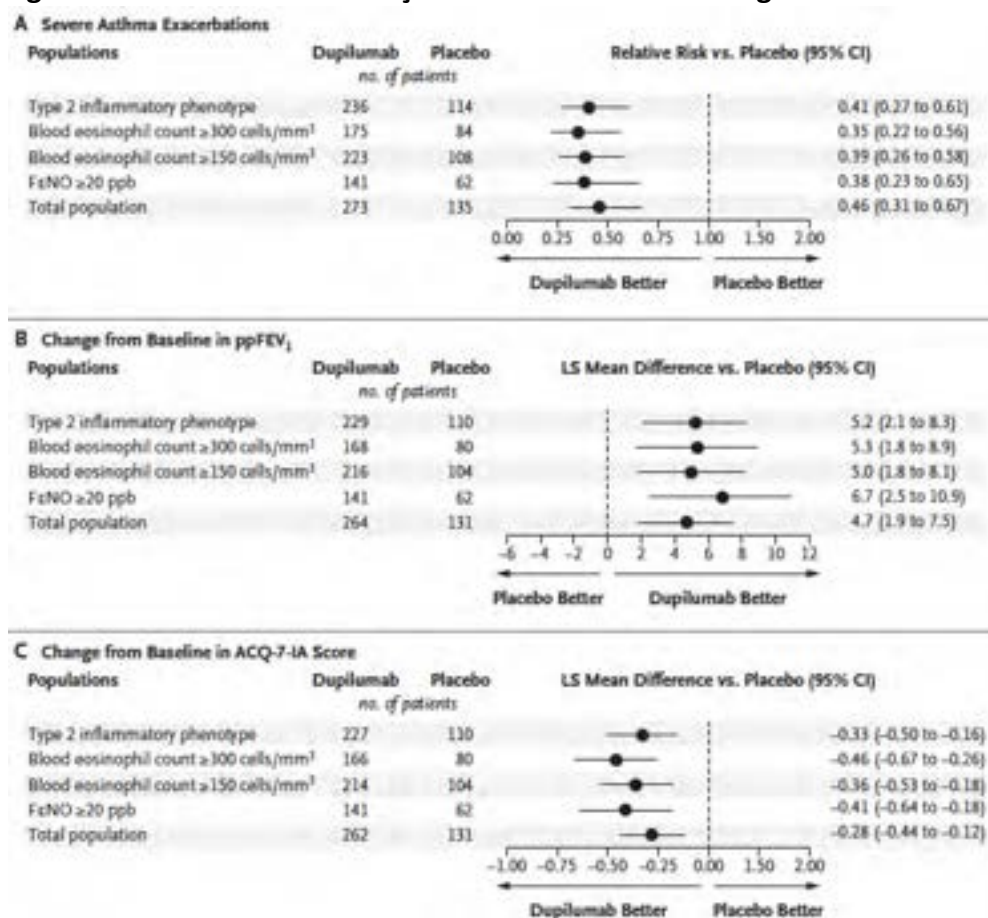 A Severe Asthma Exacerbations
Populations Dupilumab Placebo Relative Risk vs. Placebo (95% CI)
no. of patients
Type 2 inflammatory phenotype 236 114 0.41 (0.27 to 0.61)
Blood eosinophil count ≥300 cells/mm³ 175 84 0.35 (0.22 to 0.56)
Blood eosinophil count ≥150 cells/mm³ 223 108 0.39 (0.26 to 0.58)
FeNO ≥20 ppb 141 62 0.38 (0.23 to 0.65)
Total population 273 135 0.46 (0.31 to 0.67)
0.00 0.25 0.50 0.75 1.00 1.50 2.00
Dupilumab Better Placebo Better
B Change from Baseline in ppFEV₁
Populations Dupilumab Placebo LS Mean Difference vs. Placebo (95% CI)
no. of patients
Type 2 inflammatory phenotype 229 110 5.2 (2.1 to 8.3)
Blood eosinophil count ≥300 cells/mm³ 168 80 5.3 (1.8 to 8.9)
Blood eosinophil count ≥150 cells/mm³ 216 104 5.0 (1.8 to 8.1)
FeNO ≥20 ppb 141 62 6.7 (2.5 to 10.9)
Total population 264 131 4.7 (1.9 to 7.5)
-6 -4 -2 0 2 4 6 8 10 12
Placebo Better Dupilumab Better
C Change from Baseline in ACQ-7-IA Score
Populations Dupilumab Placebo LS Mean Difference vs. Placebo (95% CI)
no. of patients
Type 2 inflammatory phenotype 227 110 −0.33 (−0.50 to −0.16)
Blood eosinophil count ≥300 cells/mm³ 166 80 −0.46 (−0.67 to −0.26)
Blood eosinophil count ≥150 cells/mm³ 214 104 −0.36 (−0.53 to −0.18)
FeNO ≥20 ppb 141 62 −0.41 (−0.64 to −0.18)
Total population 262 131 −0.28 (−0.44 to −0.12)
−1.00 −0.75 −0.50 −0.25 0.00 1.50 2.00
Dupilumab Better Placebo Better